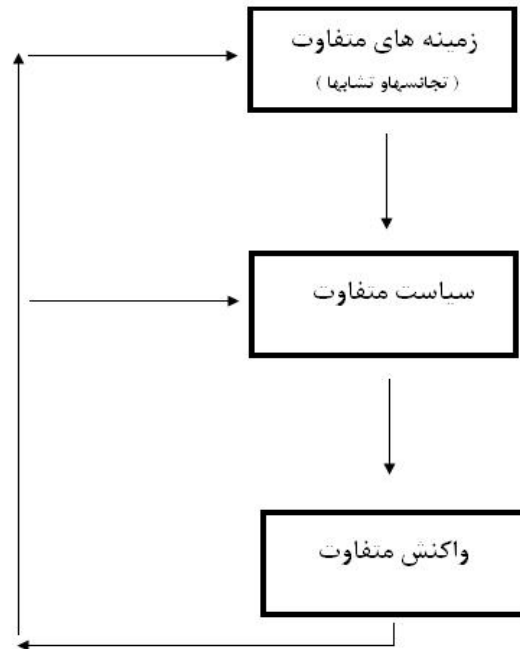 زمینه های متفاوت
( تجانسهاو تشابها )
سیاست متفاوت
واکنش متفاوت